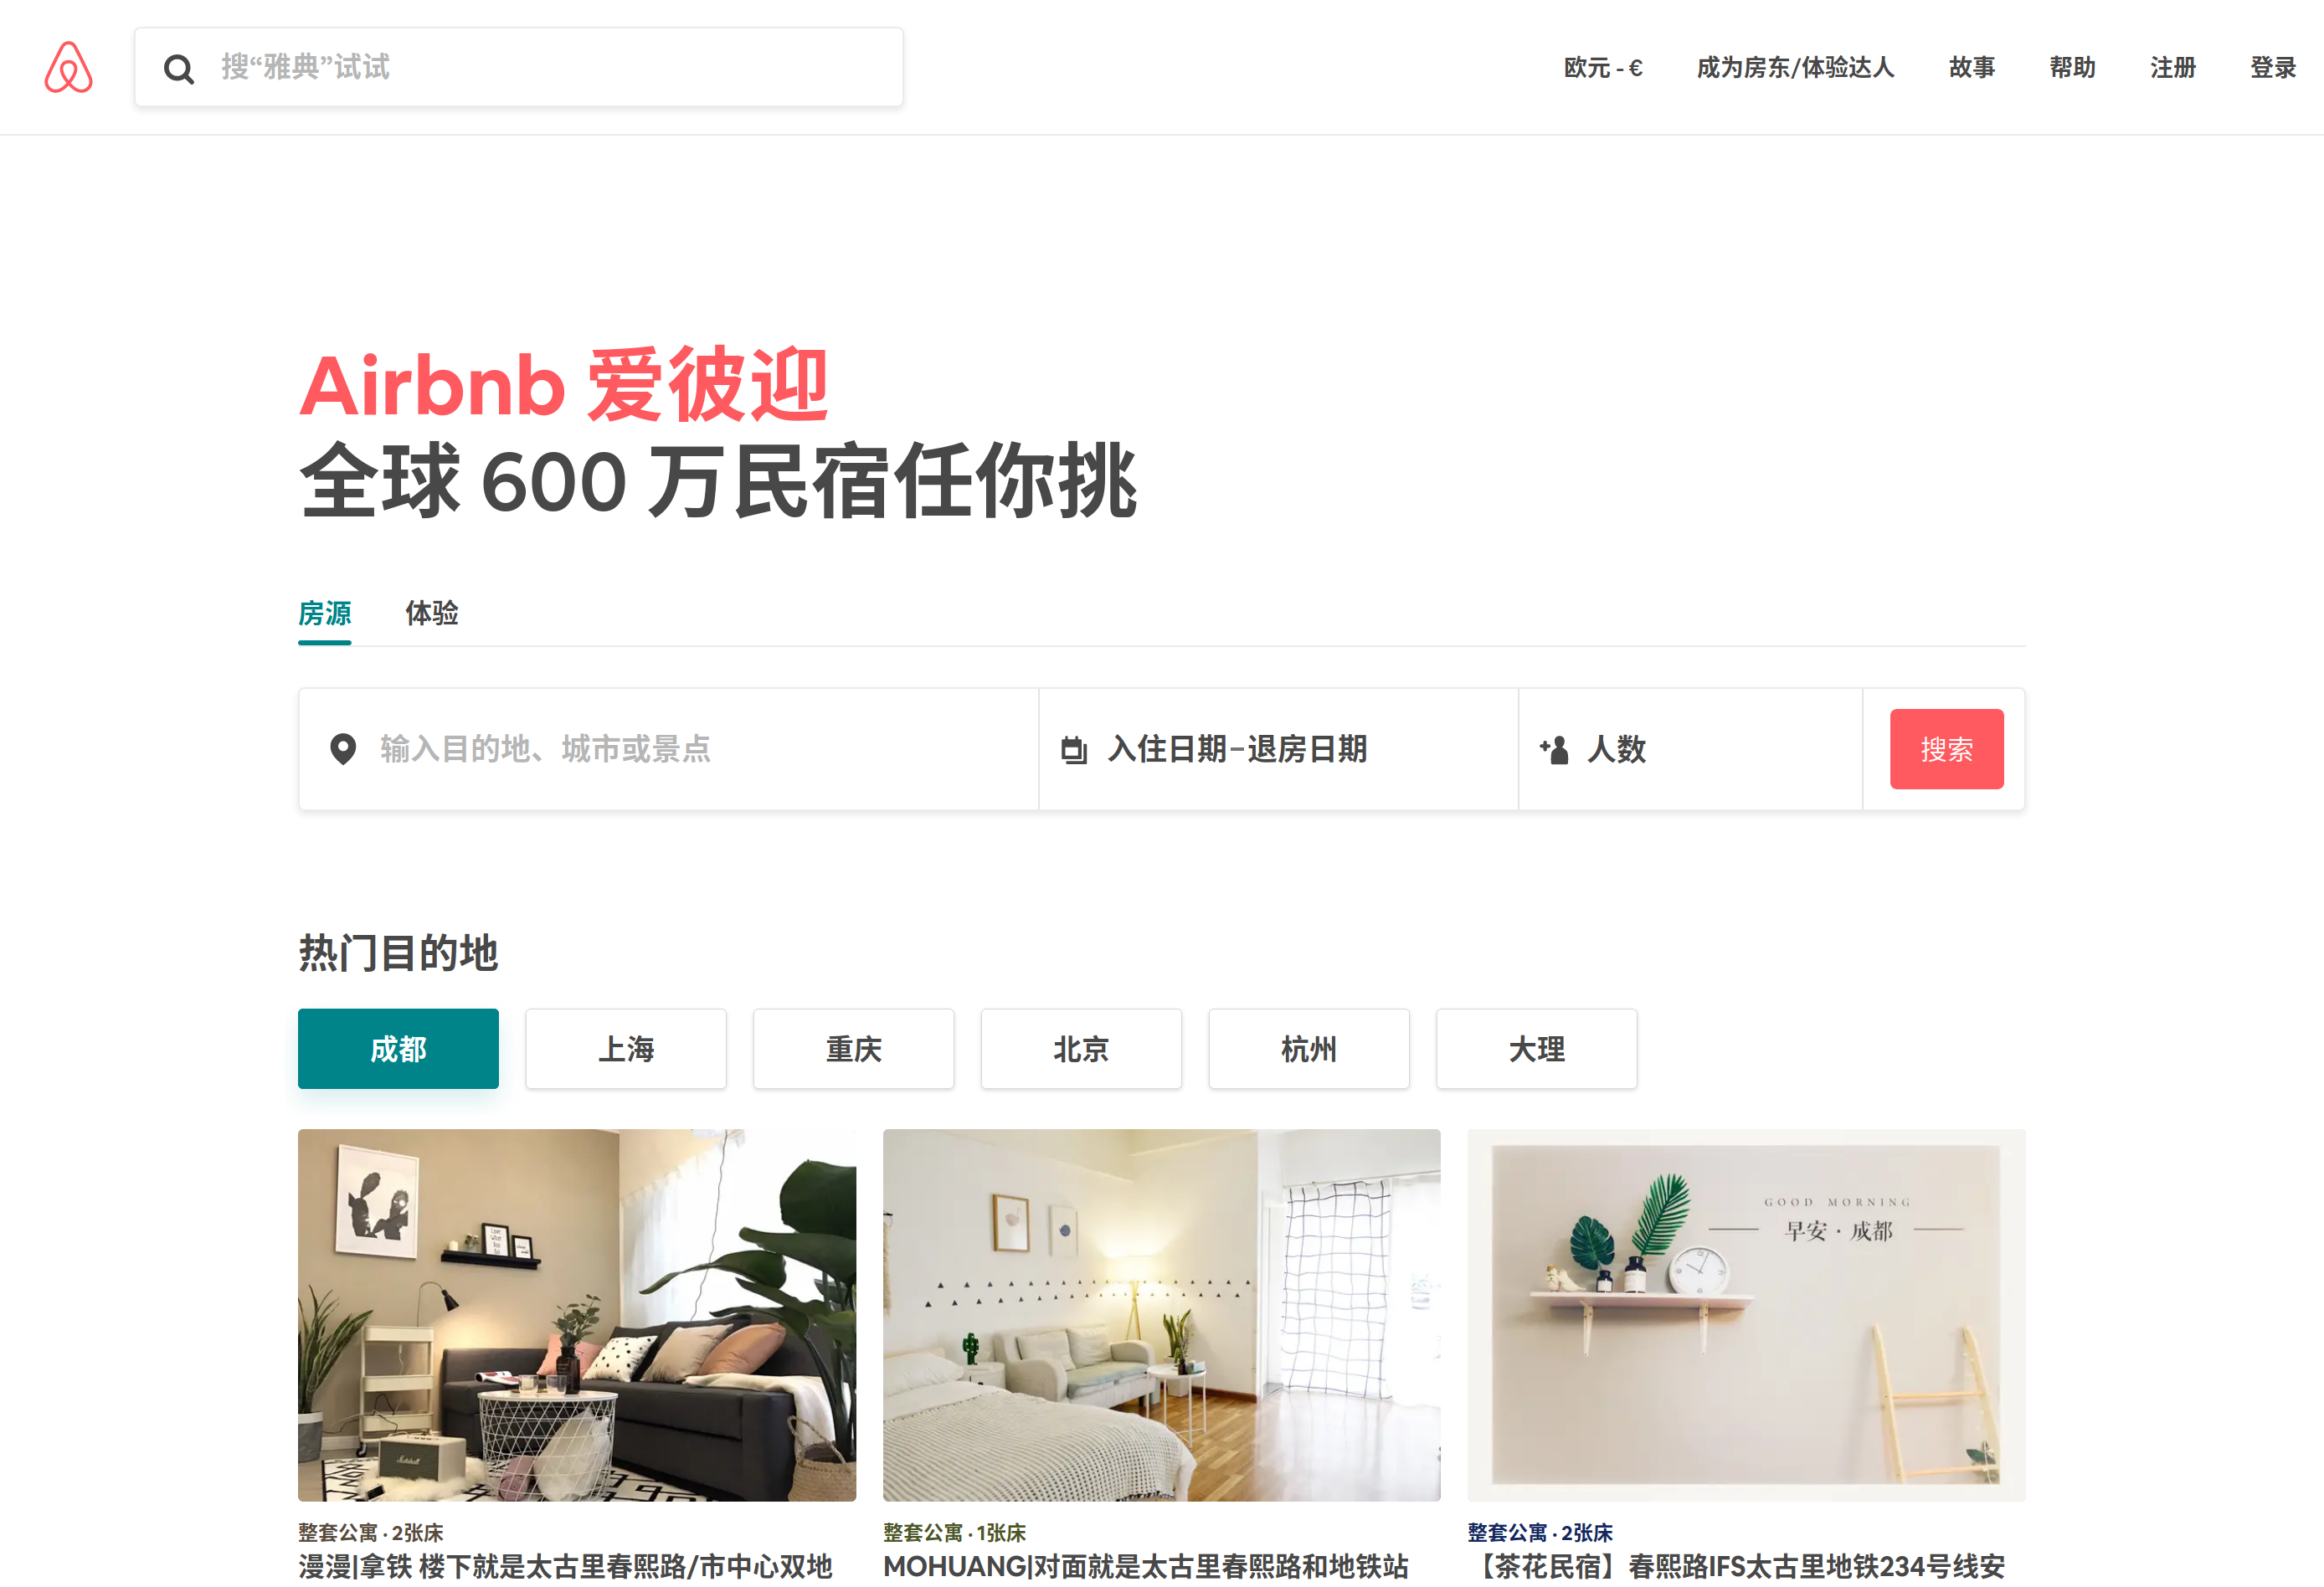 搜“雅典”试试
欧元 - €
成为房东/体验达人
故事
帮助
注册
登录
Airbnb 爱彼迎
全球 600 万民宿任你挑
房源
体验
输入目的地、城市或景点
入住日期-退房日期
人数
搜索
热门目的地
成都
上海
重庆
北京
杭州
大理
GOOD MORNING
早安 · 成都
Marshall
整套公寓 · 2张床
漫漫|拿铁 楼下就是太古里春熙路/市中心双地
整套公寓 · 1张床
MOHUANG|对面就是太古里春熙路和地铁站
整套公寓 · 2张床
【茶花民宿】春熙路IFS太古里地铁234号线安